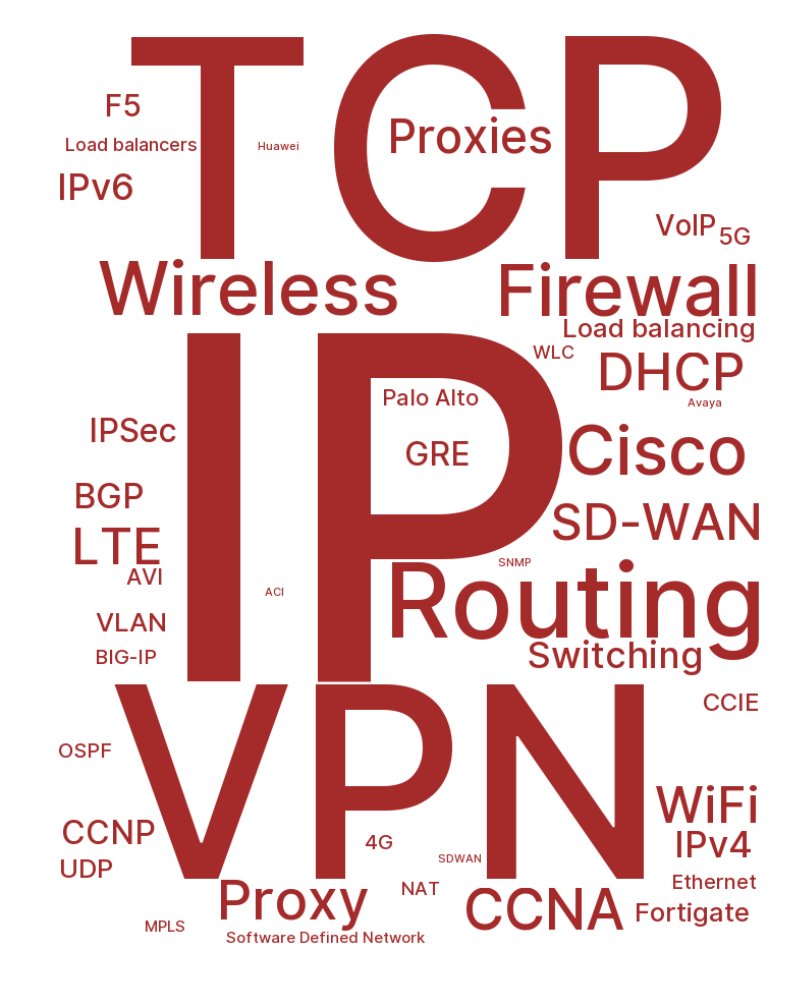 TCP
F5
Proxies
Load balancers
Huawei
IPv6
VoIP
5G
Wireless
Firewall
Load balancing
IP
WLC
DHCP
Palo Alto
Avaya
IPSec
GRE
Cisco
BGP
SD-WAN
LTE
SNMP
AVI
ACI
Routing
VLAN
BIG-IP
Switching
VPN
CCIE
OSPF
WiFi
CCNP
4G
IPv4
SDWAN
UDP
Ethernet
NAT
Proxy
CCNA
Fortigate
MPLS
Software Defined Network